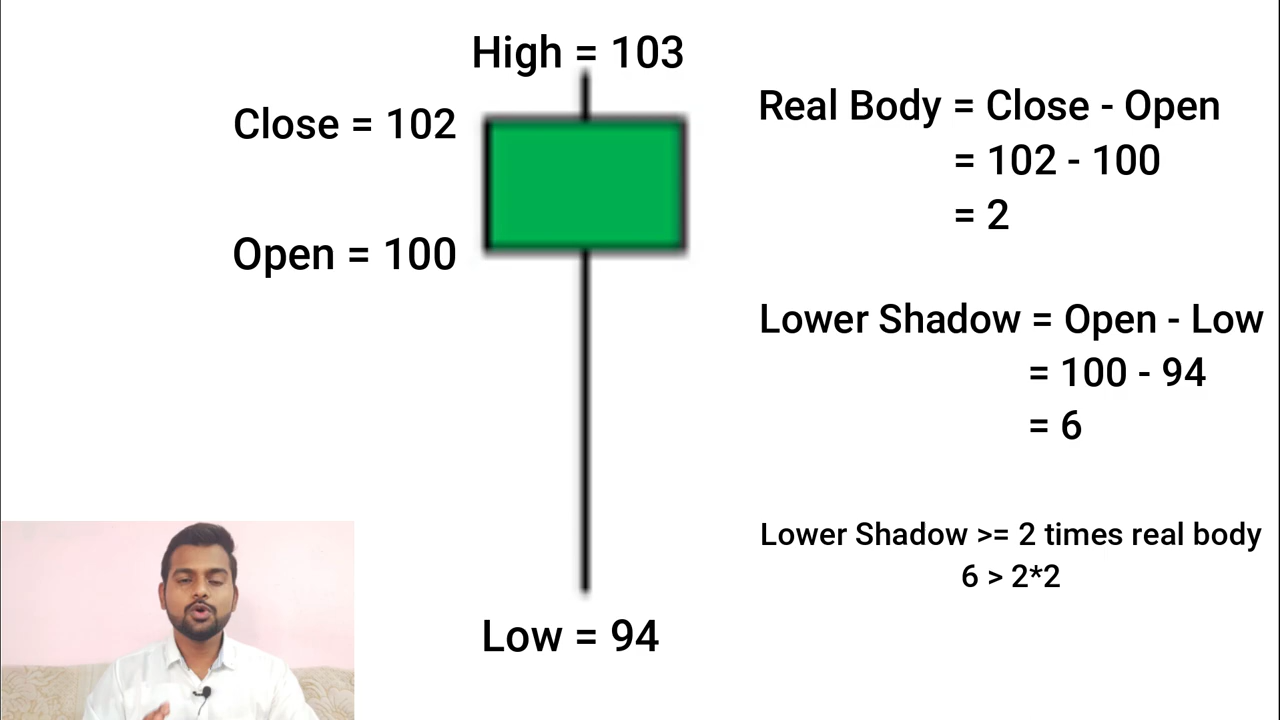 High = 103
Close = 102
Open = 100
Low = 94
Real Body = Close - Open
= 102 - 100
= 2
Lower Shadow = Open - Low
= 100 - 94
= 6
Lower Shadow >= 2 times real body
6 > 2*2